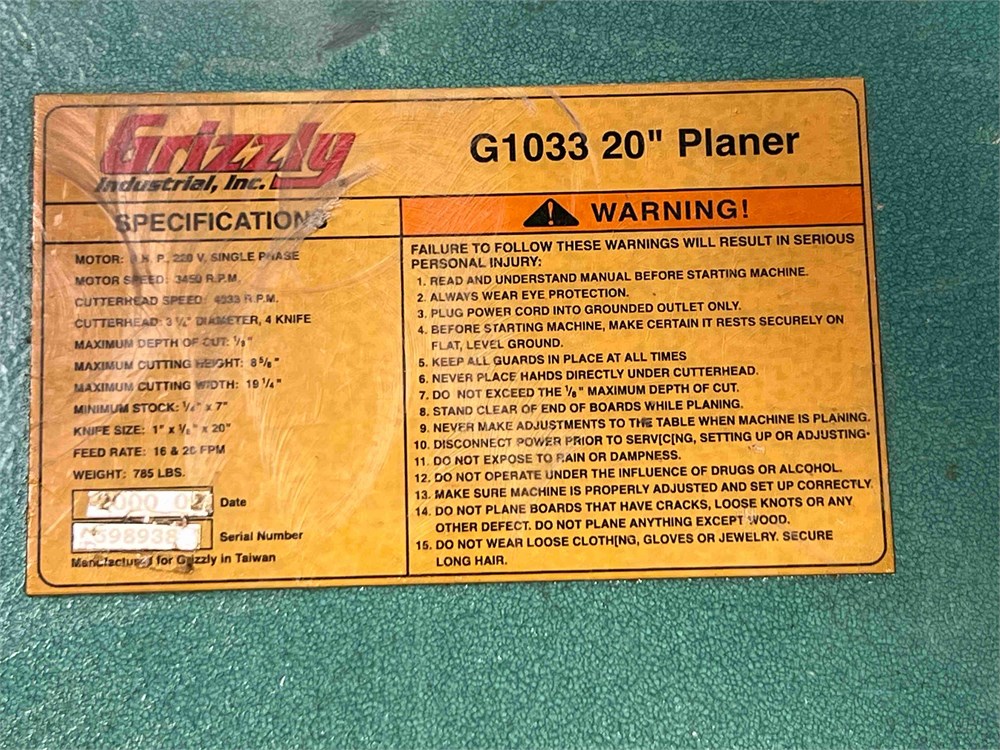 Grizzly
Industrial, Inc.
G1033 20" Planer
SPECIFICATIONS
MOTOR: H. P., 220 V, SINGLE PHASE
MOTOR SPEED: 3450 R.P.M.
CUTTERHEAD SPEED: 4833 R.P.M.
CUTTERHEAD: 3 ¼" DIAMETER, 4 KNIFE
MAXIMUM DEPTH OF CUT: 1/8"
MAXIMUM CUTTING HEIGHT: 8 5/8"
MAXIMUM CUTTING WIDTH: 19 1/4"
MINIMUM STOCK: 1/4" x 7"
KNIFE SIZE: 1" x 1/8" x 20"
FEED RATE: 16 & 20 FPM
WEIGHT: 785 LBS.
2000 02 Date
Serial Number
Manufactured for Grizzly in Taiwan
WARNING!
FAILURE TO FOLLOW THESE WARNINGS WILL RESULT IN SERIOUS
PERSONAL INJURY:
1. READ AND UNDERSTAND MANUAL BEFORE STARTING MACHINE.
2. ALWAYS WEAR EYE PROTECTION.
3. PLUG POWER CORD INTO GROUNDED OUTLET ONLY.
4. BEFORE STARTING MACHINE, MAKE CERTAIN IT RESTS SECURELY ON
FLAT, LEVEL GROUND.
5. KEEP ALL GUARDS IN PLACE AT ALL TIMES
6. NEVER PLACE HAHDS DIRECTLY UNDER CUTTERHEAD.
7. DO NOT EXCEED THE 1/8" MAXIMUM DEPTH OF CUT.
8. STAND CLEAR OF END OF BOARDS WHILE PLANING.
9. NEVER MAKE ADJUSTMENTS TO THE TABLE WHEN MACHINE IS PLANING.
10. DISCONNECT POWER PRIOR TO SERV[C[NG, SETTING UP OR ADJUSTING.
11. DO NOT EXPOSE TO RAIN OR DAMPNESS.
12. DO NOT OPERATE UNDER THE INFLUENCE OF DRUGS OR ALCOHOL.
13. MAKE SURE MACHINE IS PROPERLY ADJUSTED AND SET UP CORRECTLY.
14. DO NOT PLANE BOARDS THAT HAVE CRACKS, LOOSE KNOTS OR ANY
OTHER DEFECT. DO NOT PLANE ANYTHING EXCEPT WOOD.
15. DO NOT WEAR LOOSE CLOTH[NG, GLOVES OR JEWELRY. SECURE
LONG HAIR.